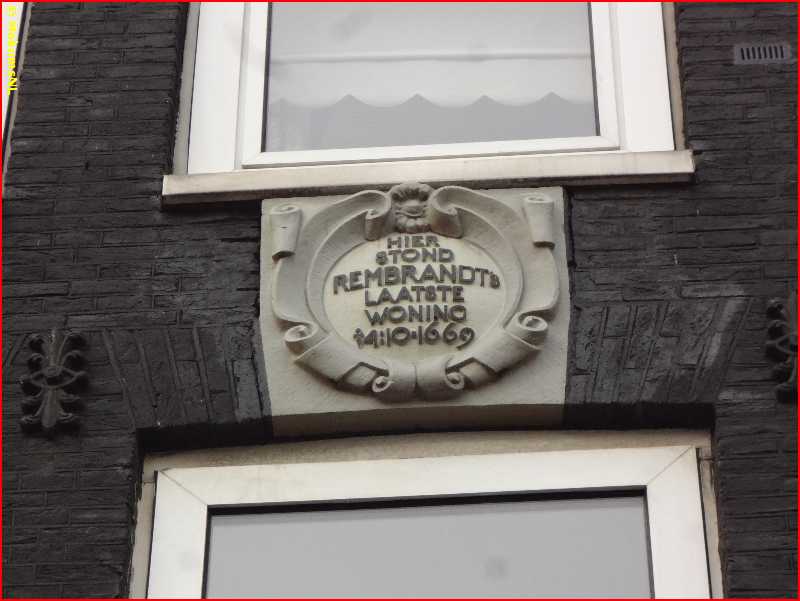 HIER
STOND
REMBRANDT'S
LAATSTE
WONING
†4:10·1669